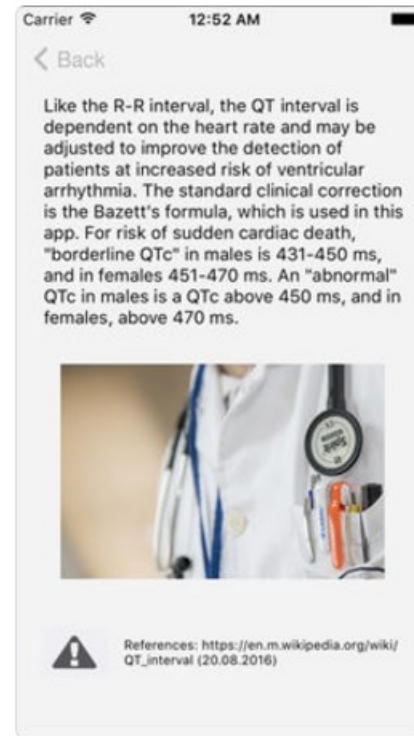 Carrier 12:52 AM
Back
Like the R-R interval, the QT interval is
dependent on the heart rate and may be
adjusted to improve the detection of
patients at increased risk of ventricular
arrhythmia. The standard clinical correction
is the Bazett's formula, which is used in this
app. For risk of sudden cardiac death,
"borderline QTc" in males is 431-450 ms,
and in females 451-470 ms. An "abnormal"
QTc in males is a QTc above 450 ms, and in
females, above 470 ms.
Spirit
References: https://en.m.wikipedia.org/wiki/
QT_interval (20.08.2016)